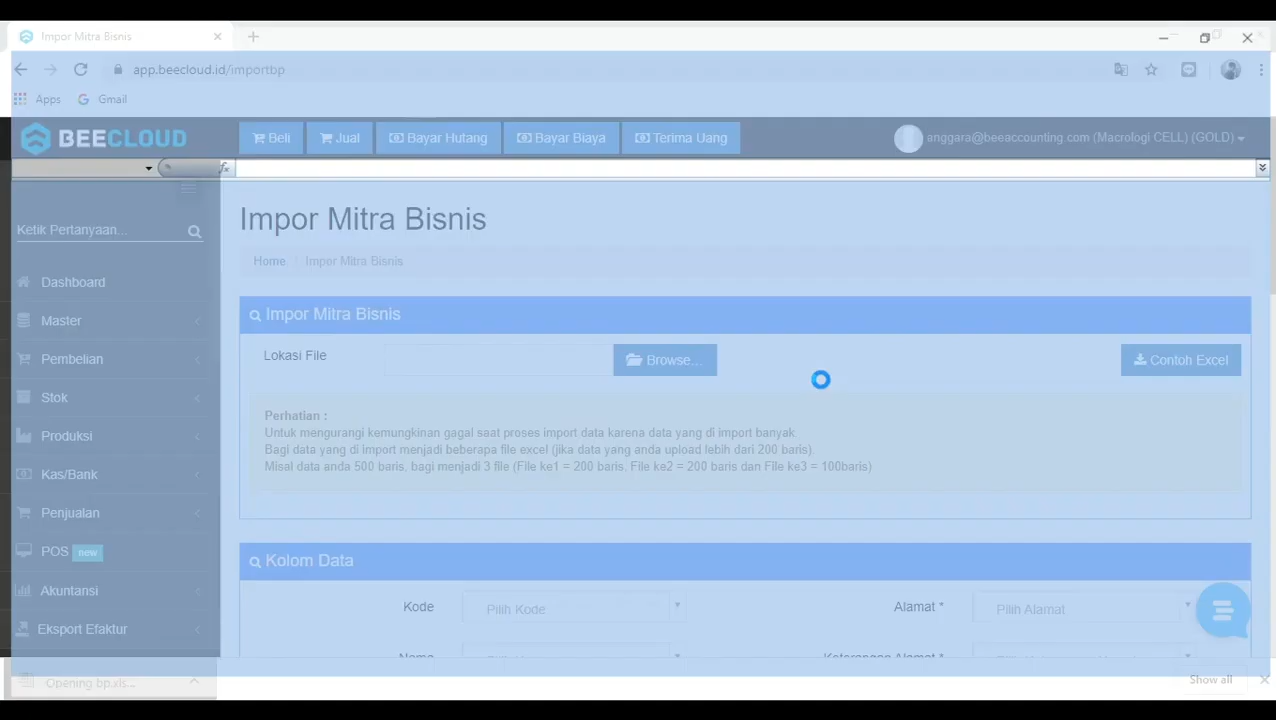 Impor Mitra Bisnis
app.beecloud.id/importbp
Apps Gmail
BEECLOUD Beli Jual Bayar Hutang Bayar Biaya Terima Uang anggara@beeaccounting.com (Macrologi CELL) (GOLD)
fx
Ketik Pertanyaan...
Dashboard
Master
Pembelian
Stok
Produksi
Kas/Bank
Penjualan
POS new
Akuntansi
Eksport Efaktur
Impor Mitra Bisnis
Home Impor Mitra Bisnis
Impor Mitra Bisnis
Lokasi File Browse... Contoh Excel
Perhatian :
Untuk mengurangi kemungkinan gagal saat proses import data karena data yang di import banyak.
Bagi data yang di import menjadi beberapa file excel (jika data yang anda upload lebih dari 200 baris).
Misal data anda 500 baris, bagi menjadi 3 file (File ke1 = 200 baris, File ke2 = 200 baris dan File ke3 = 100baris)
Kolom Data
Kode Pilih Kode Alamat * Pilih Alamat
Nama Keterangan Alamat *
Opening bp.xls... Show all